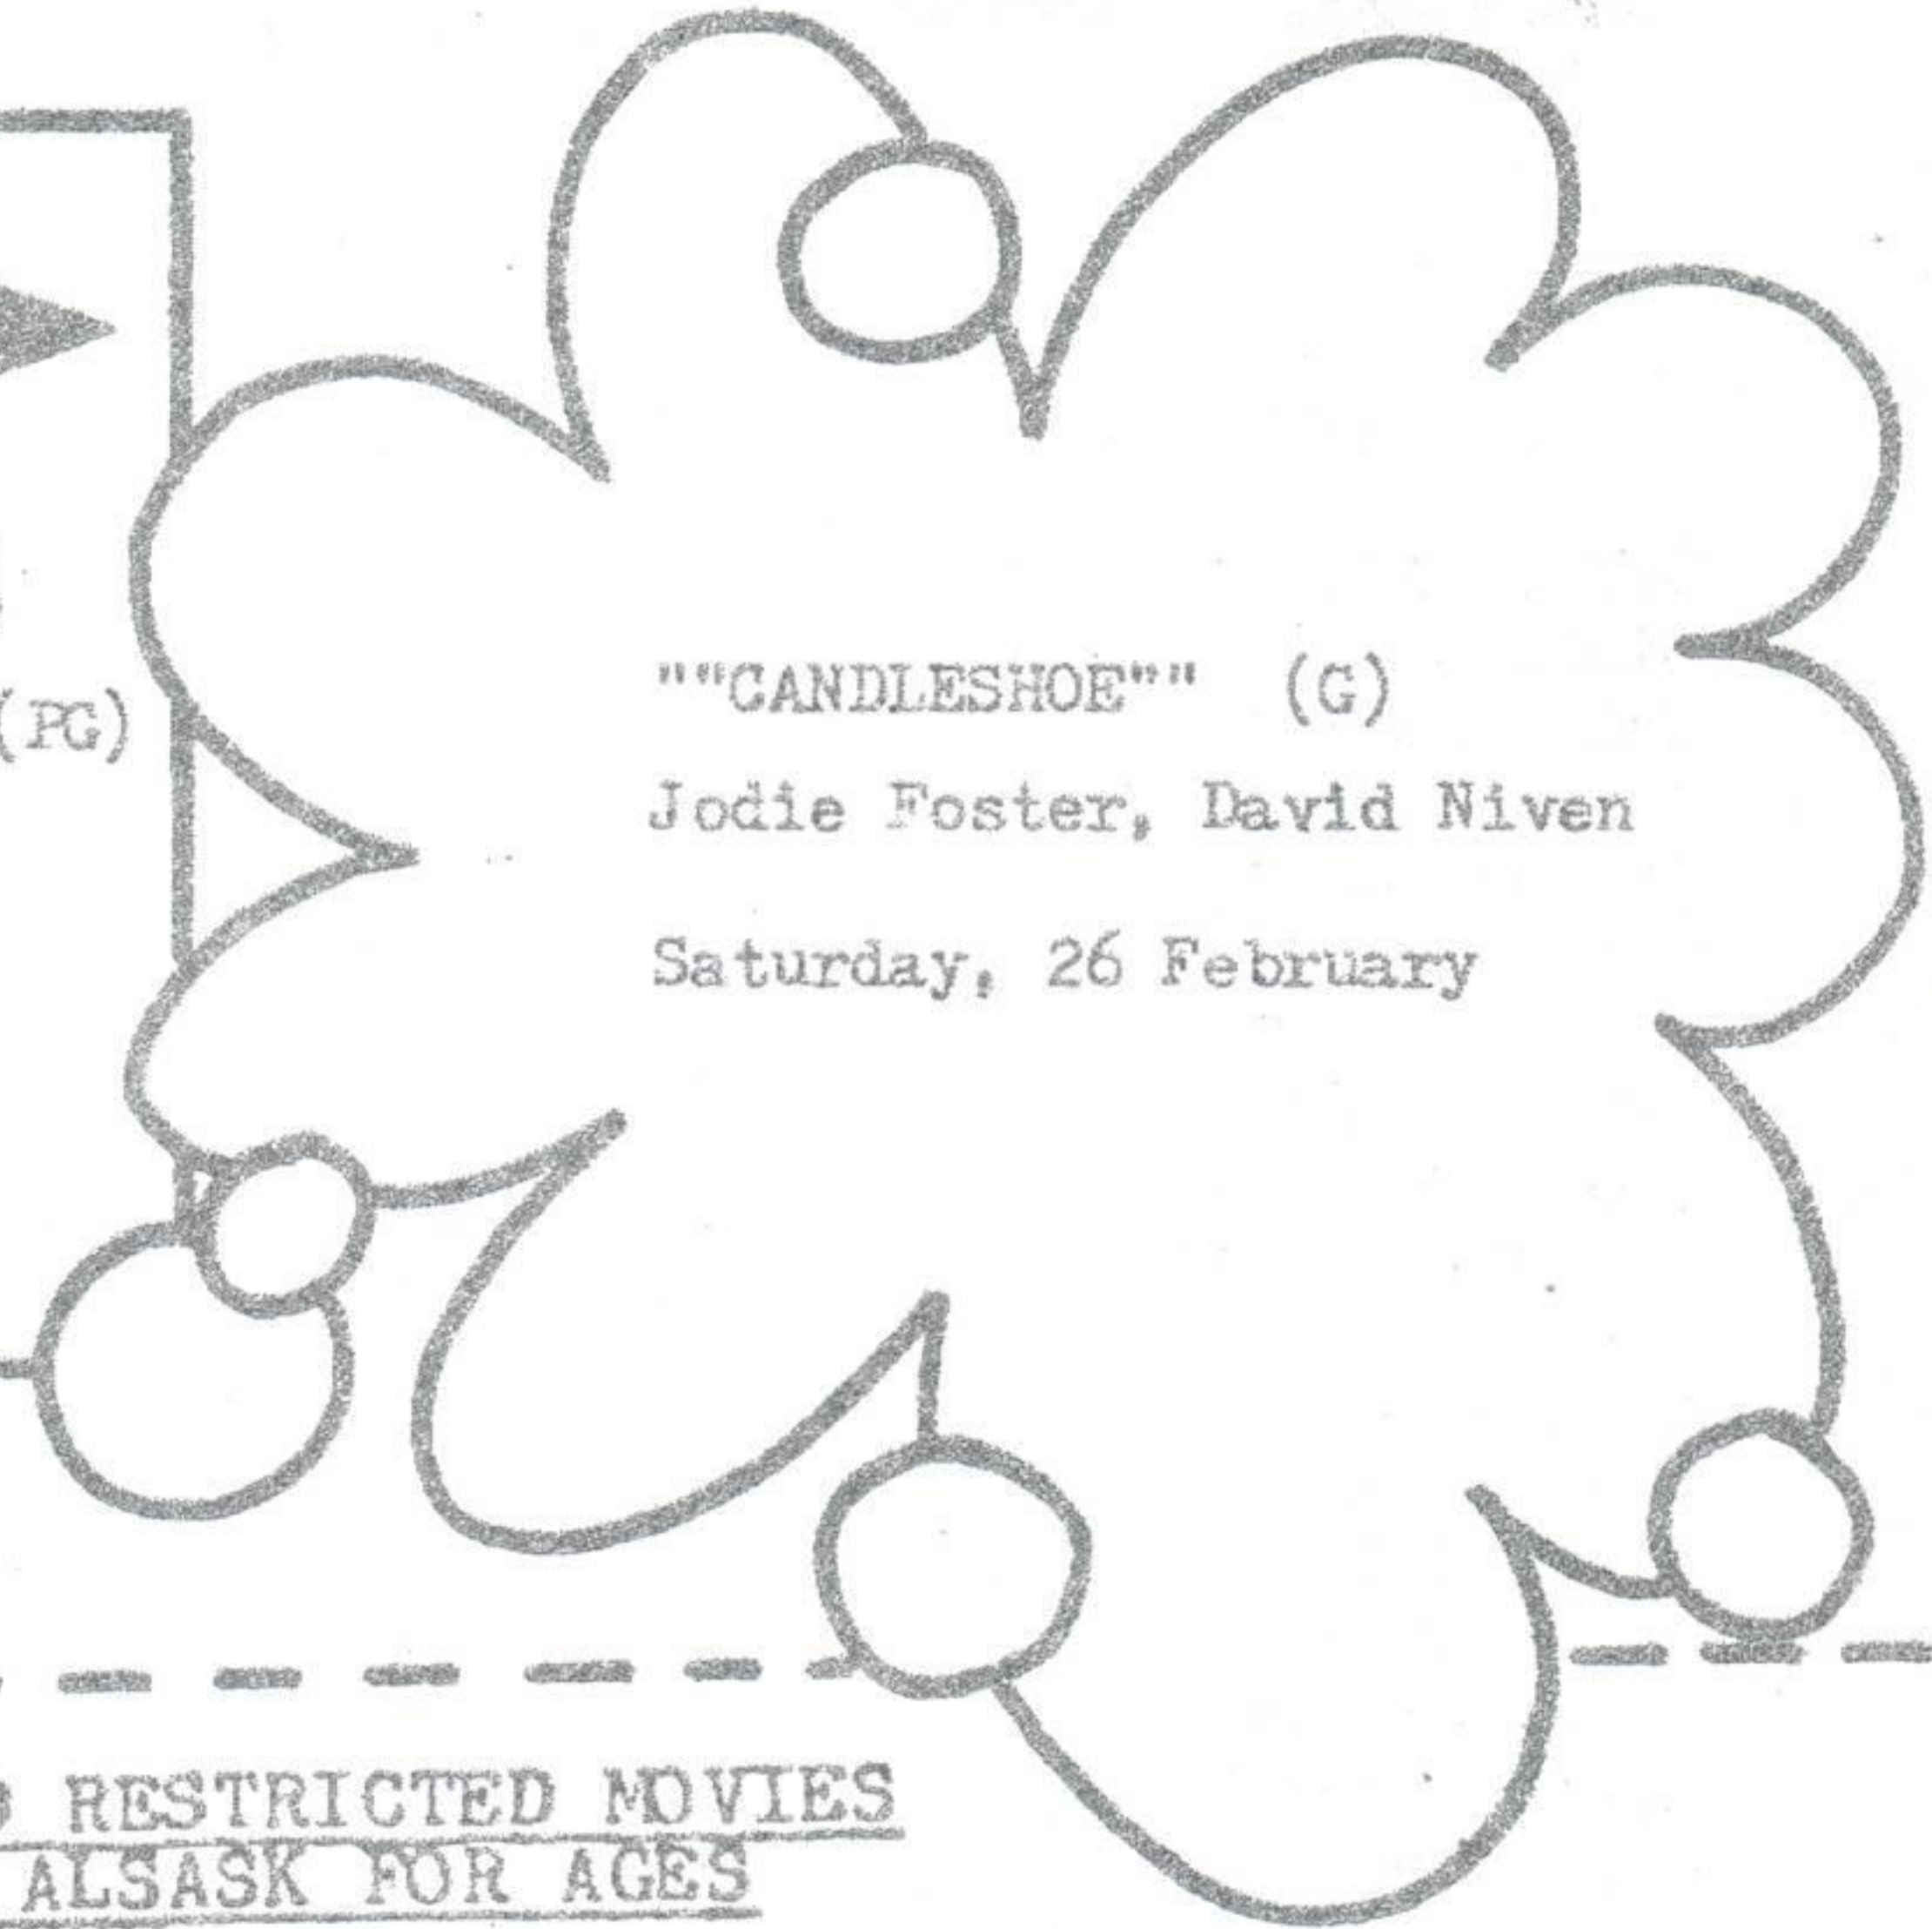 (PG)
""CANDLESHOE"" (G)
Jodie Foster, David Niven
Saturday, 26 February
RESTRICTED MOVIES
ALSASK FOR AGES